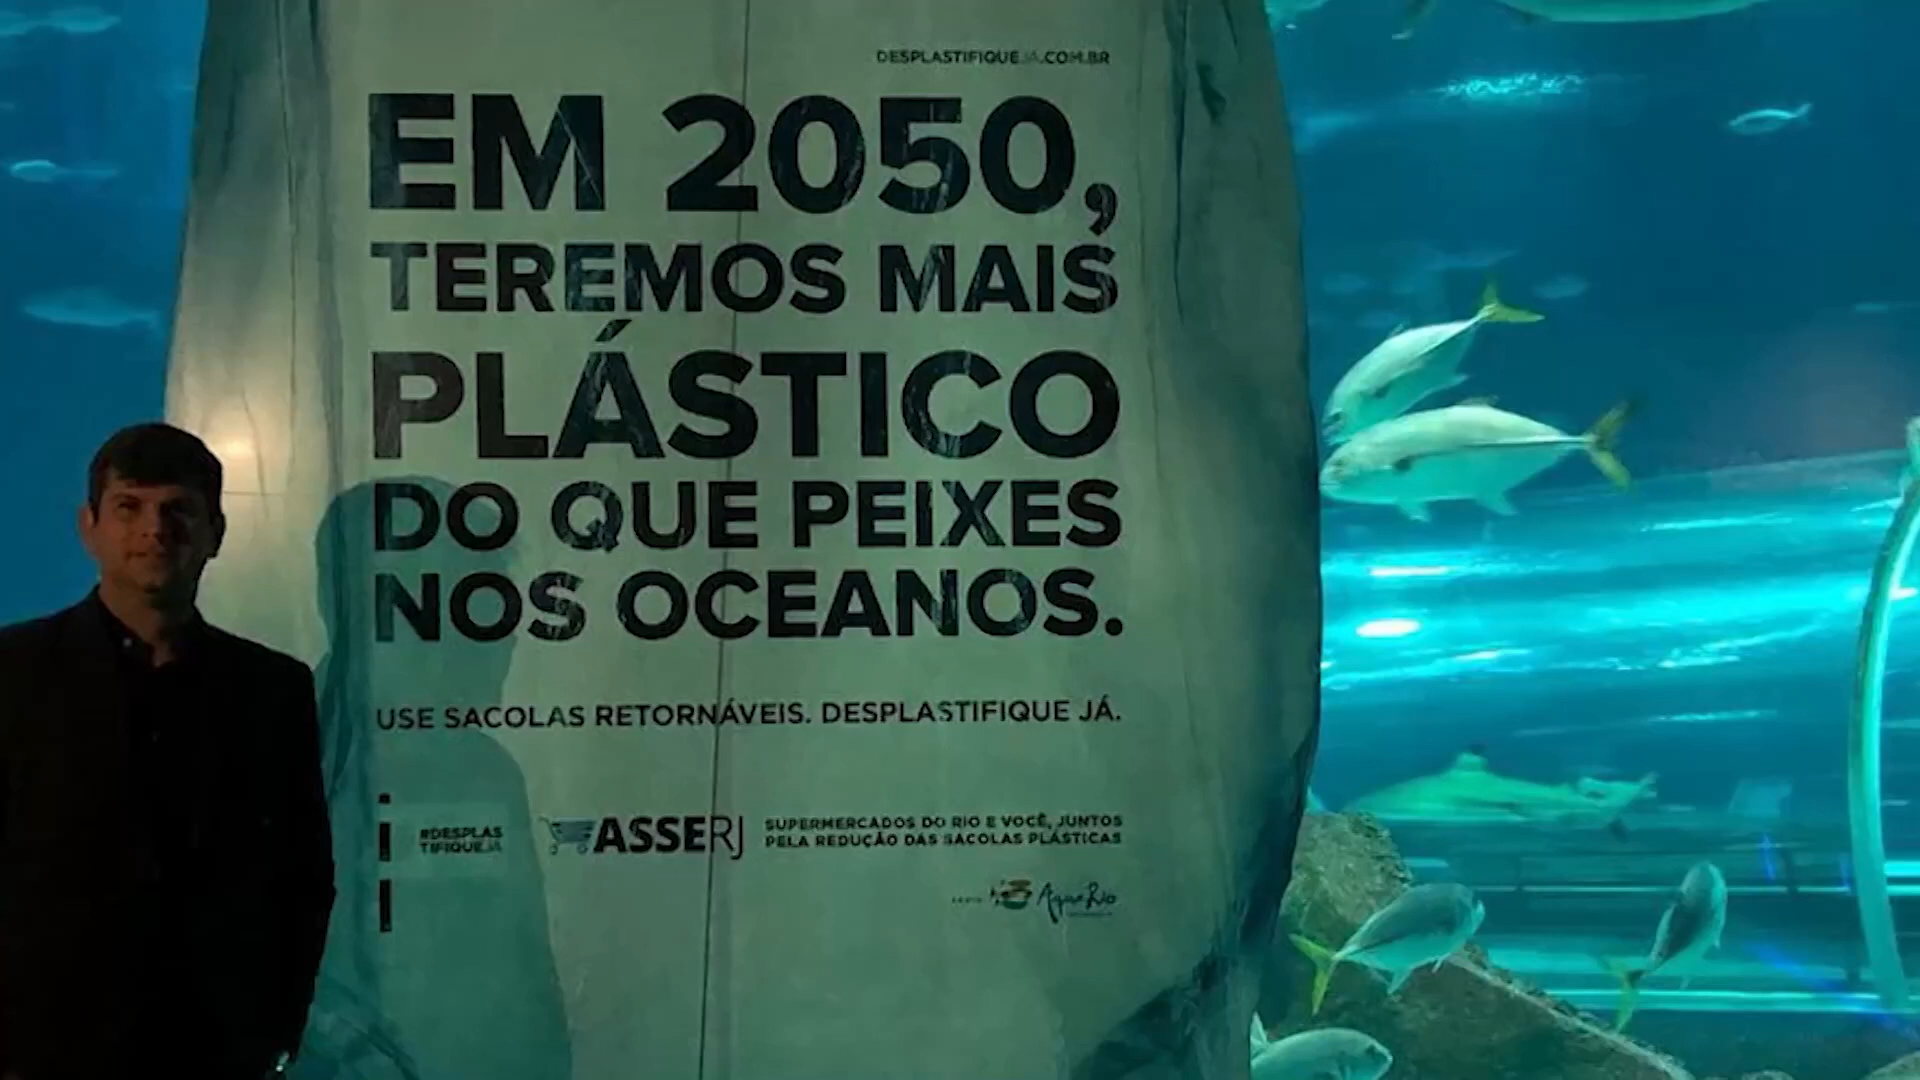 DESPLASTIFIQUEJA.COM.BR
EM 2050,
TEREMOS MAIS
PLÁSTICO
DO QUE PEIXES
NOS OCEANOS.
USE SACOLAS RETORNÁVEIS. DESPLASTIFIQUE JÁ.
#DESPLAS
TIFIQUEJA
ASSERJ
SUPERMERCADOS DO RIO E VOCÊ, JUNTOS
PELA REDUÇÃO DAS SACOLAS PLÁSTICAS
AquaRio